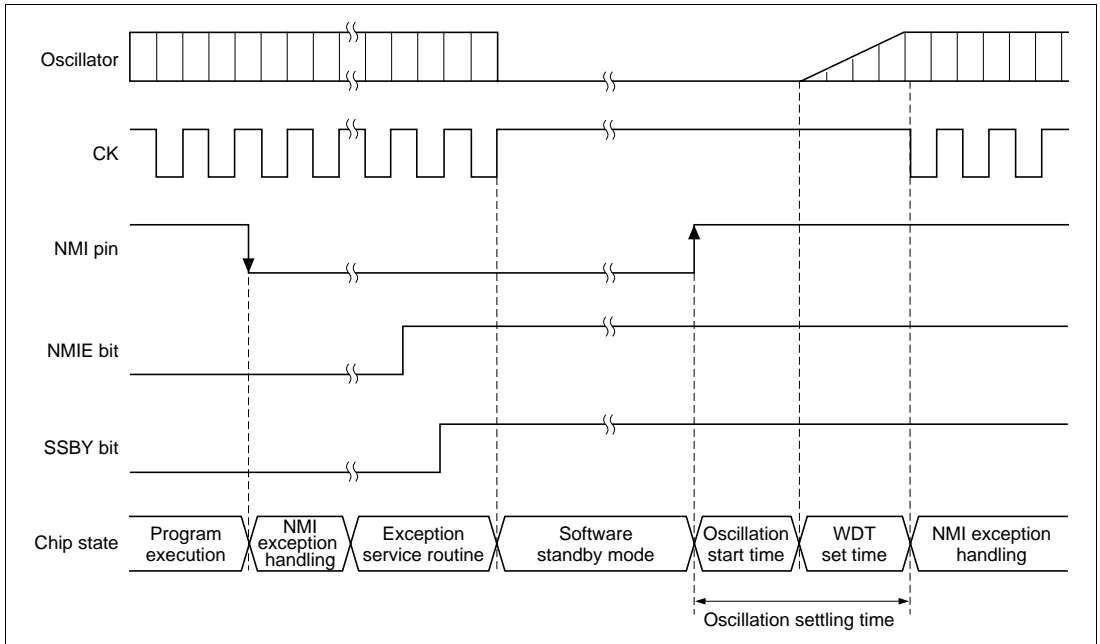 Oscillator
CK
NMI pin
NMIE bit
SSBY bit
Chip state
Program
execution
NMI
exception
handling
Exception
service routine
Software
standby mode
Oscillation
start time
WDT
set time
NMI exception
handling
Oscillation settling time